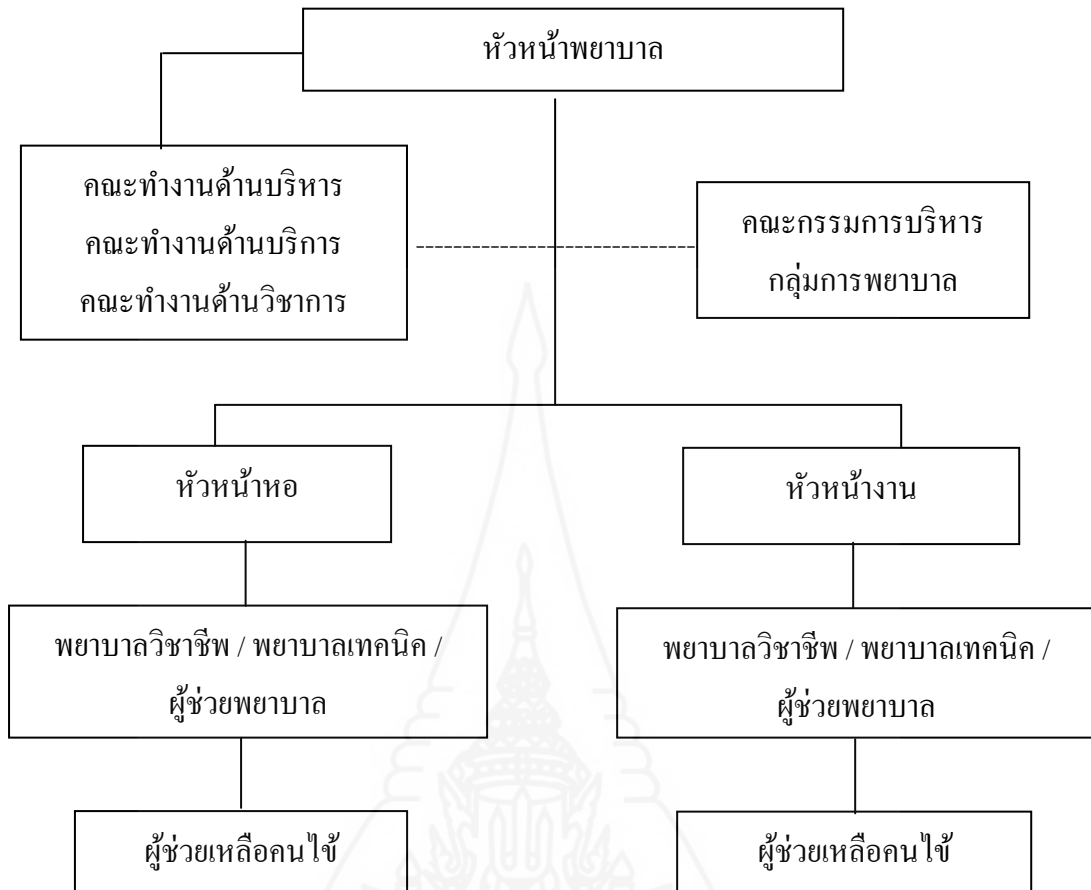 หัวหน้าพยาบาล
คณะทำงานด้านบริหาร
คณะทำงานด้านบริการ
คณะทำงานด้านวิชาการ
คณะกรรมการบริหาร
กลุ่มการพยาบาล
หัวหน้าหอ
หัวหน้างาน
พยาบาลวิชาชีพ / พยาบาลเทคนิค /
ผู้ช่วยพยาบาล
พยาบาลวิชาชีพ / พยาบาลเทคนิค /
ผู้ช่วยพยาบาล
ผู้ช่วยเหลือคนไข้
ผู้ช่วยเหลือคนไข้